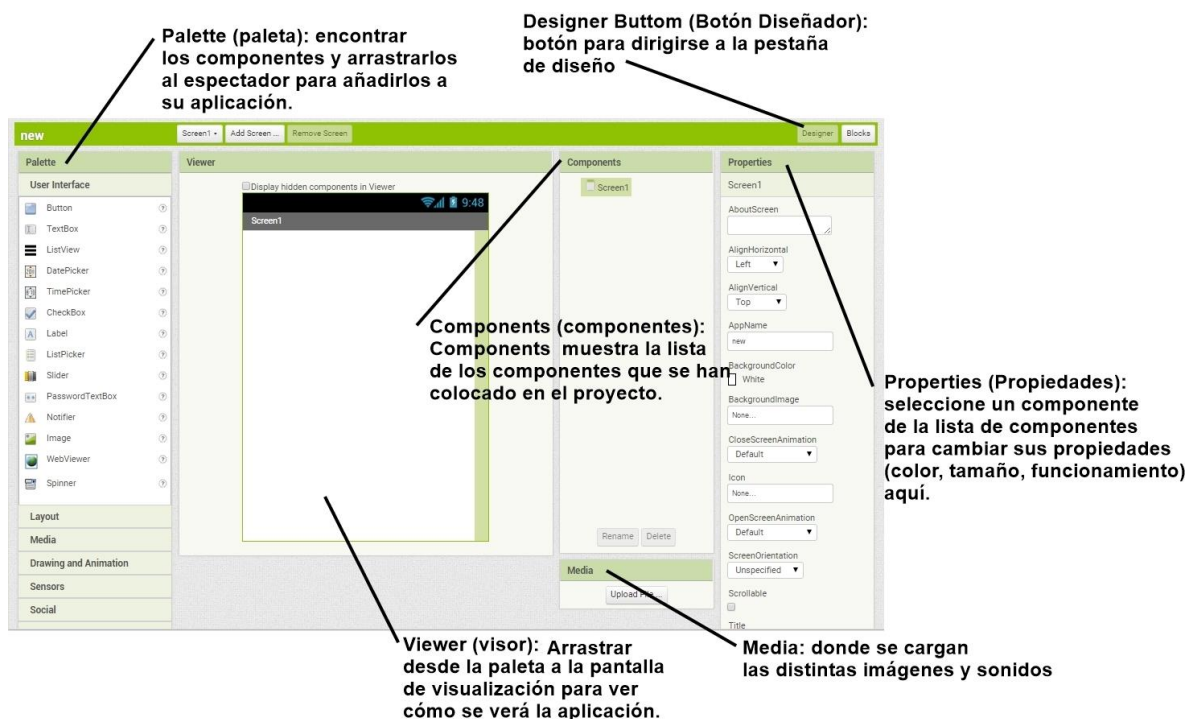 Palette (paleta): encontrar
los componentes y arrastrarlos
al espectador para añadirlos a
su aplicación.
Designer Buttom (Botón Diseñador):
botón para dirigirse a la pestaña
de diseño
new
Screen1
Add Screen ...
Remove Screen
Designer
Blocks
Palette
User Interface
Button
TextBox
ListView
DatePicker
TimePicker
CheckBox
Label
ListPicker
Slider
PasswordTextBox
Notifier
Image
WebViewer
Spinner
Layout
Media
Drawing and Animation
Sensors
Social
Viewer
Display hidden components in Viewer
9:48
Screen1
Components
Screen1
Components (componentes):
Components muestra la lista
de los componentes que se han
colocado en el proyecto.
Rename
Delete
Media
Upload File ...
Properties
Screen1
AboutScreen
AlignHorizontal
Left
AlignVertical
Top
AppName
new
BackgroundColor
White
BackgroundImage
None...
CloseScreenAnimation
Default
Icon
None...
OpenScreenAnimation
Default
ScreenOrientation
Unspecified
Scrollable
Title
Properties (Propiedades):
seleccione un componente
de la lista de componentes
para cambiar sus propiedades
(color, tamaño, funcionamiento)
aquí.
Viewer (visor): Arrastrar
desde la paleta a la pantalla
de visualización para ver
cómo se verá la aplicación.
Media: donde se cargan
las distintas imágenes y sonidos